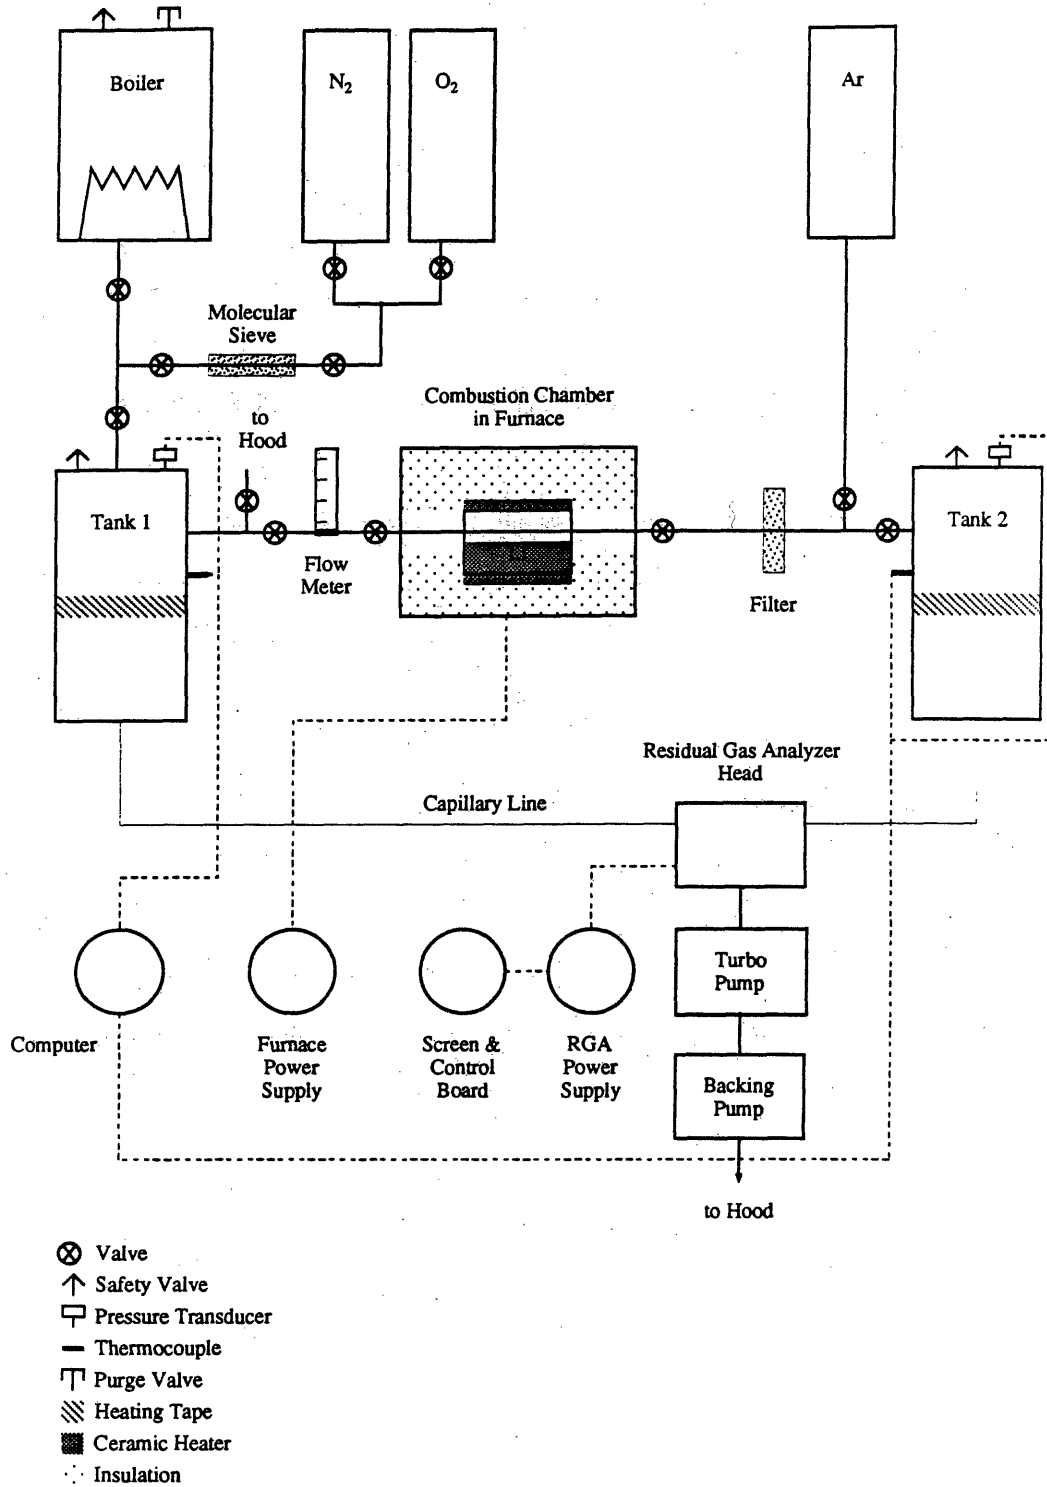 Boiler
N2
O2
Ar
Molecular
Sieve
to
Hood
Combustion Chamber
in Furnace
Tank 1
Flow
Meter
Filter
Tank 2
Residual Gas Analyzer
Head
Capillary Line
Turbo
Pump
Computer
Furnace
Power
Supply
Screen &
Control
Board
RGA
Power
Supply
Backing
Pump
to Hood
Valve
Safety Valve
Pressure Transducer
Thermocouple
Purge Valve
Heating Tape
Ceramic Heater
Insulation